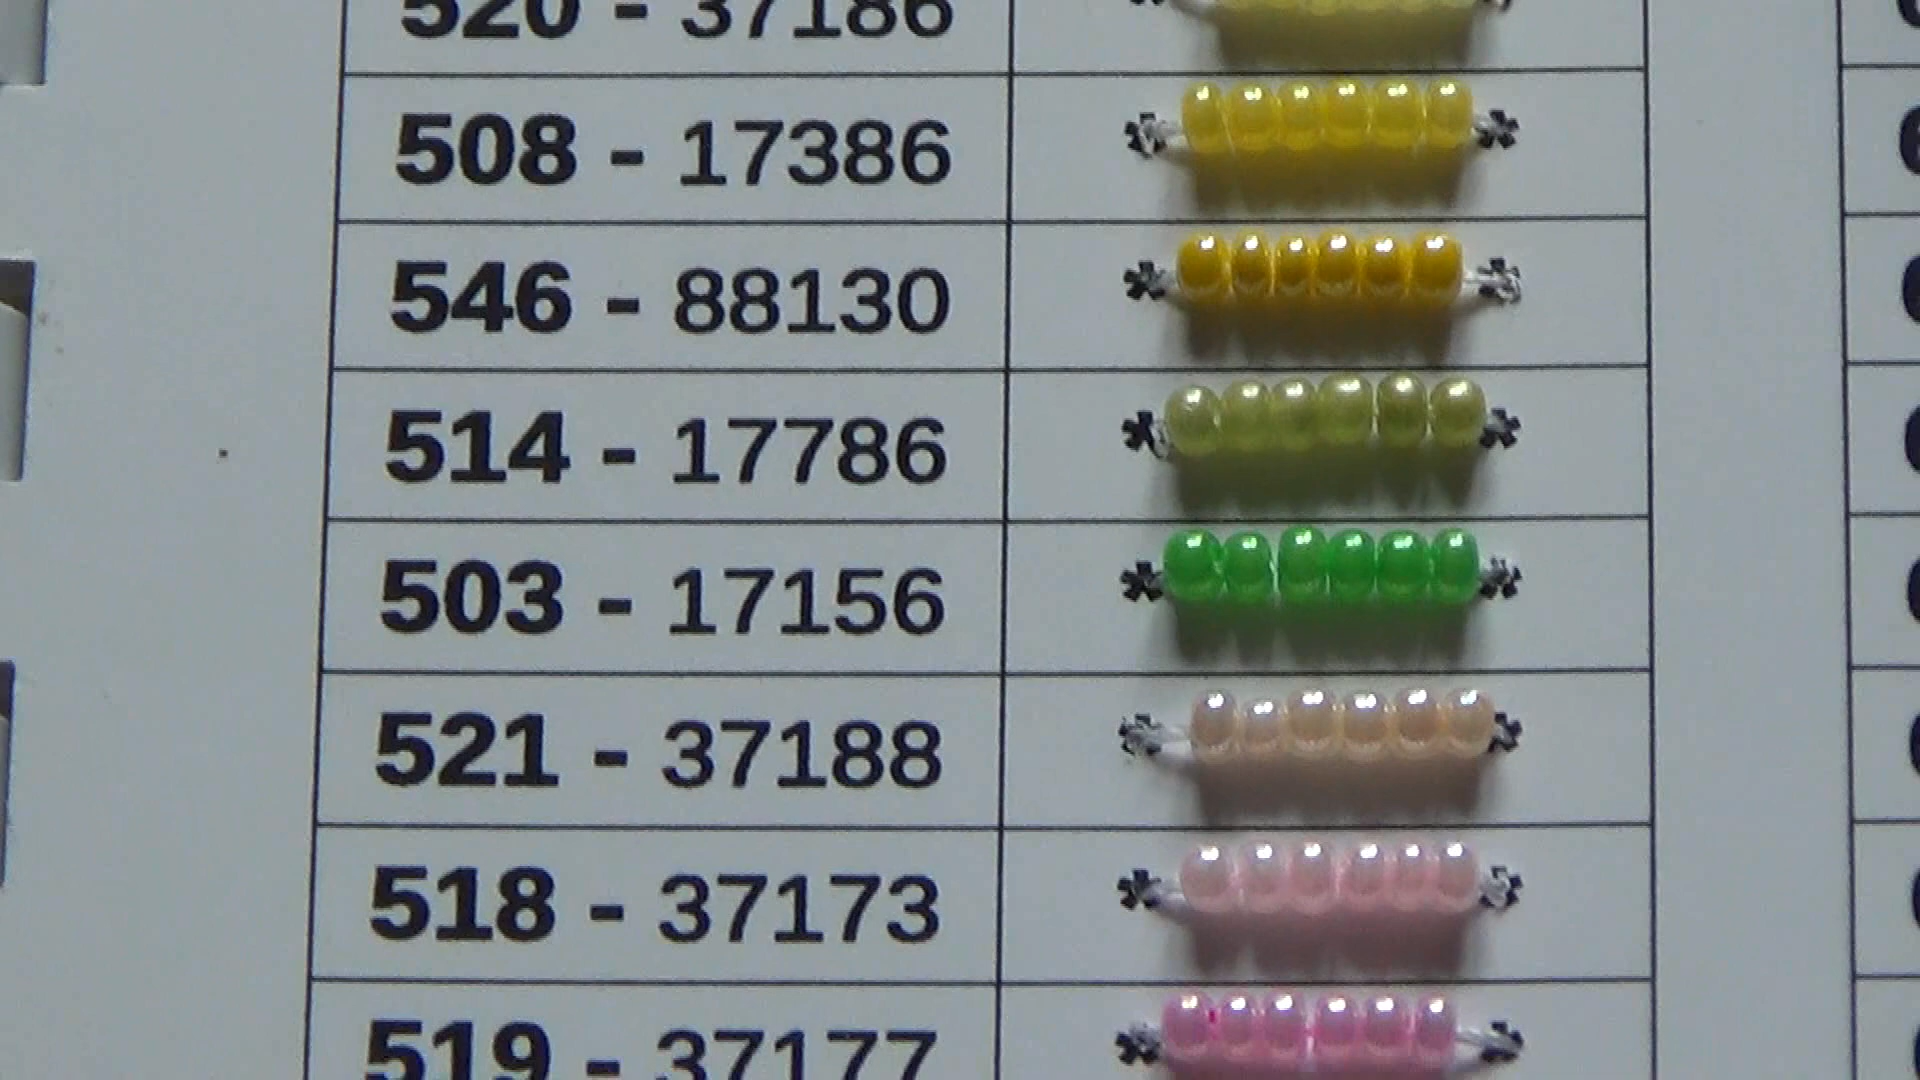 520 - 37186
508 - 17386
546 - 88130
514 - 17786
503 - 17156
521 - 37188
518 - 37173
519 - 37177